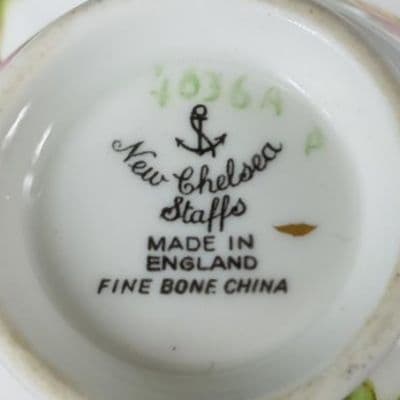 4036A
A
New Chelsea
Staffs
MADE IN
ENGLAND
FINE BONE CHINA